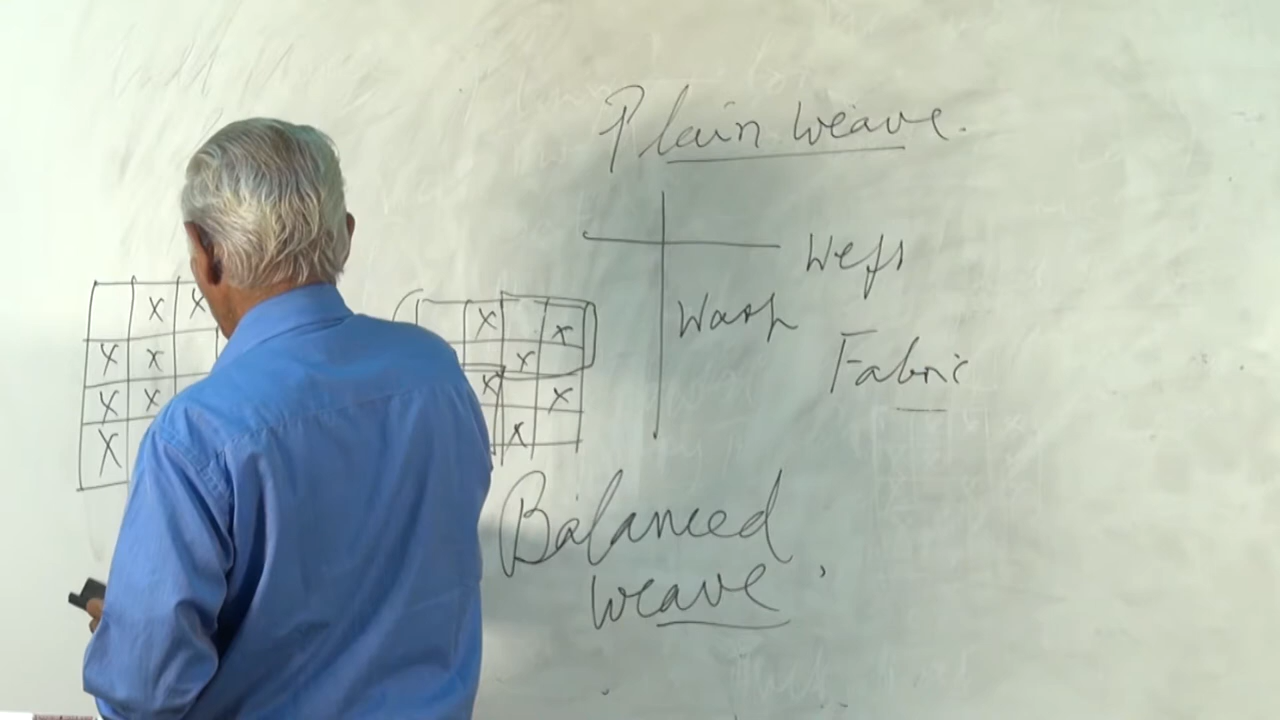 Plain weave.
Weft
Warp
Fabric
Balanced
weave
X X
X X
X X
X
X X
X
X X
X